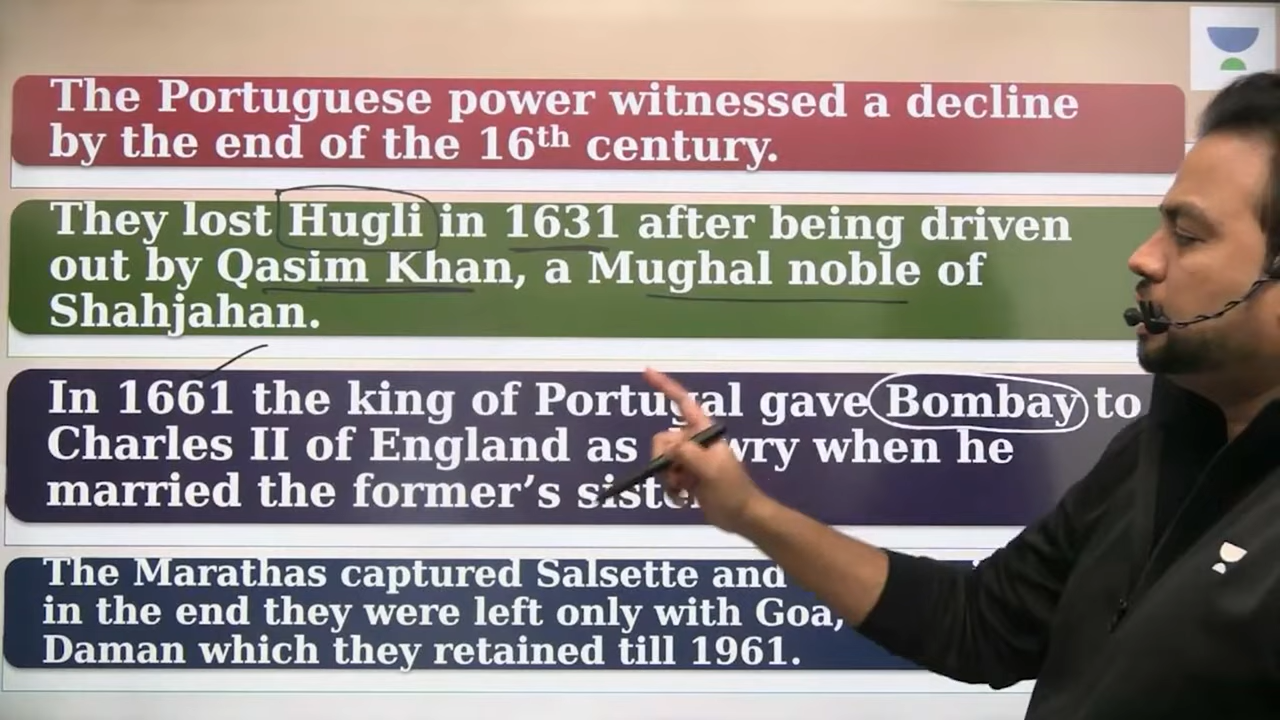 The Portuguese power witnessed a decline
by the end of the 16th century.
They lost Hugli in 1631 after being driven
out by Qasim Khan, a Mughal noble of
Shahjahan.
In 1661 the king of Portugal gave Bombay to
Charles II of England as when he
married the former’s
The Marathas captured Salsette and
in the end they were left only with Goa,
Daman which they retained till 1961.